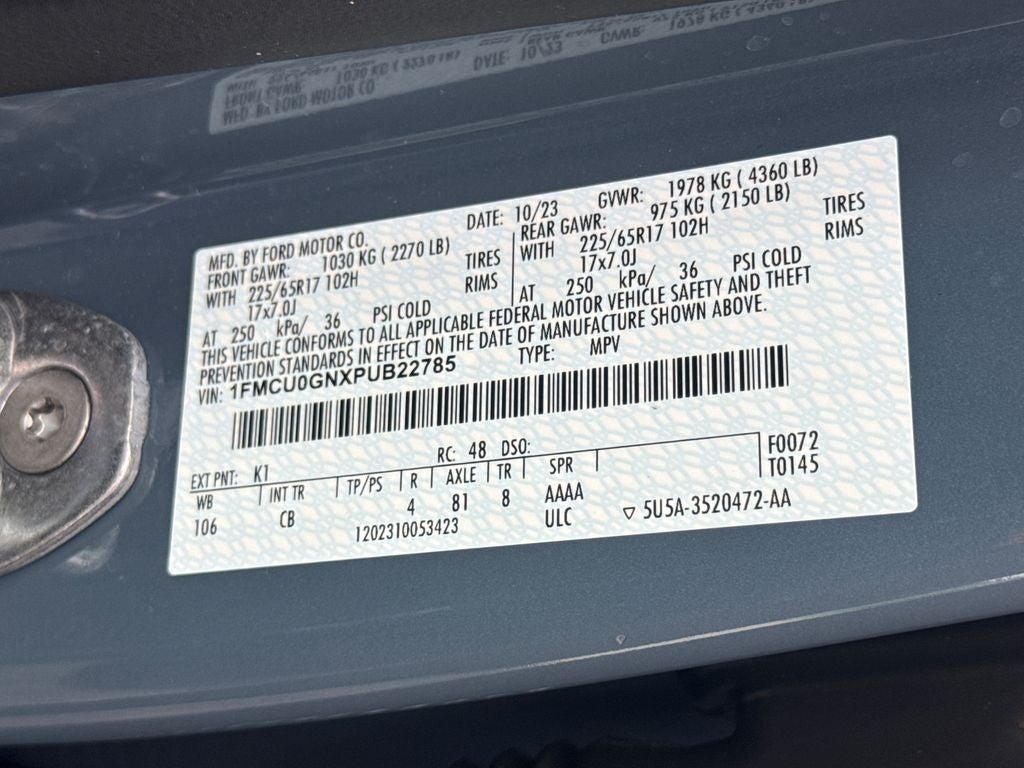 MFD. BY FORD MOTOR CO.
DATE: 10/23 GVWR: 1978 KG ( 4360 LB)
FRONT GAWR: 1030 KG ( 2270 LB)
WITH 225/65R17 102H TIRES
17x7.0J RIMS
AT 250 kPa/ 36 PSI COLD
REAR GAWR: 975 KG ( 2150 LB)
WITH 225/65R17 102H TIRES
17x7.0J RIMS
AT 250 kPa/ 36 PSI COLD
THIS VEHICLE CONFORMS TO ALL APPLICABLE FEDERAL MOTOR VEHICLE SAFETY AND THEFT
PREVENTION STANDARDS IN EFFECT ON THE DATE OF MANUFACTURE SHOWN ABOVE.
VIN: 1FMCU0GNXPUB22785 TYPE: MPV
EXT PNT: K1 RC: 48 DSO: F0072
WB INT TR TP/PS R AXLE TR SPR T0145
106 CB 4 81 8 AAAA
1202310053423 ULC ▽ 5U5A-3520472-AA